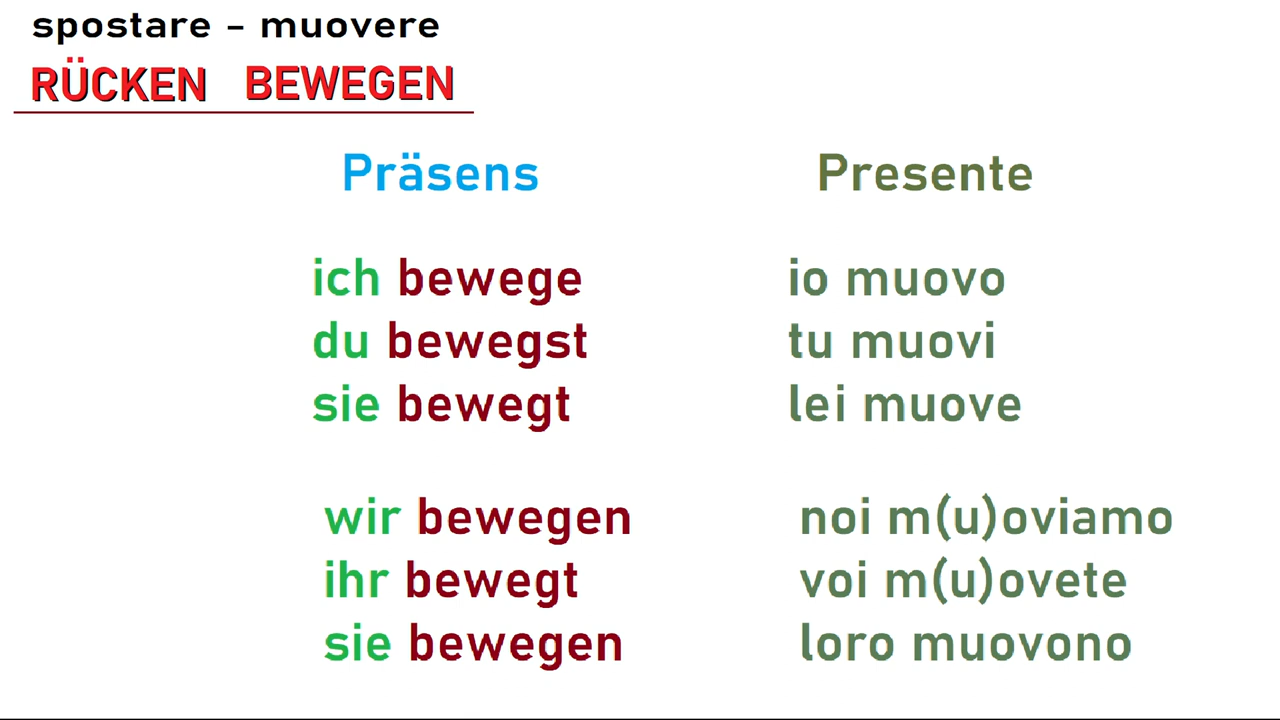 spostare – muovere
RÜCKEN BEWEGEN
Präsens Presente
ich bewege io muovo
du bewegst tu muovi
sie bewegt lei muove
wir bewegen noi m(u)oviamo
ihr bewegt voi m(u)ovete
sie bewegen loro muovono